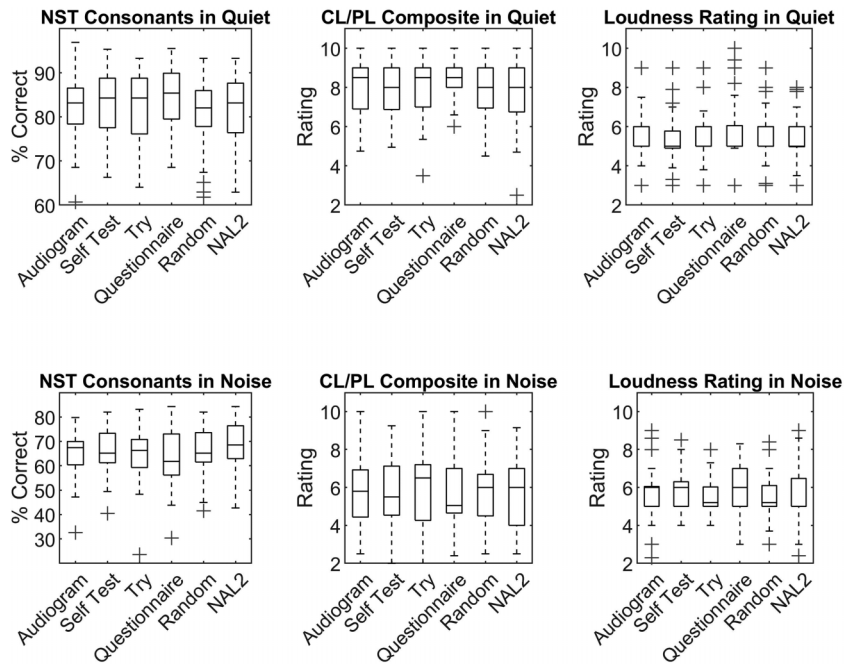 NST Consonants in Quiet
% Correct
90
80
70
60
Audiogram
Self Test
Try
Questionnaire
Random
NAL2
CL/PL Composite in Quiet
Rating
10
8
6
4
2
Audiogram
Self Test
Try
Questionnaire
Random
NAL2
Loudness Rating in Quiet
Rating
10
8
6
4
2
Audiogram
Self Test
Try
Questionnaire
Random
NAL2
NST Consonants in Noise
% Correct
80
70
60
50
40
30
Audiogram
Self Test
Try
Questionnaire
Random
NAL2
CL/PL Composite in Noise
Rating
10
8
6
4
2
Audiogram
Self Test
Try
Questionnaire
Random
NAL2
Loudness Rating in Noise
Rating
10
8
6
4
2
Audiogram
Self Test
Try
Questionnaire
Random
NAL2